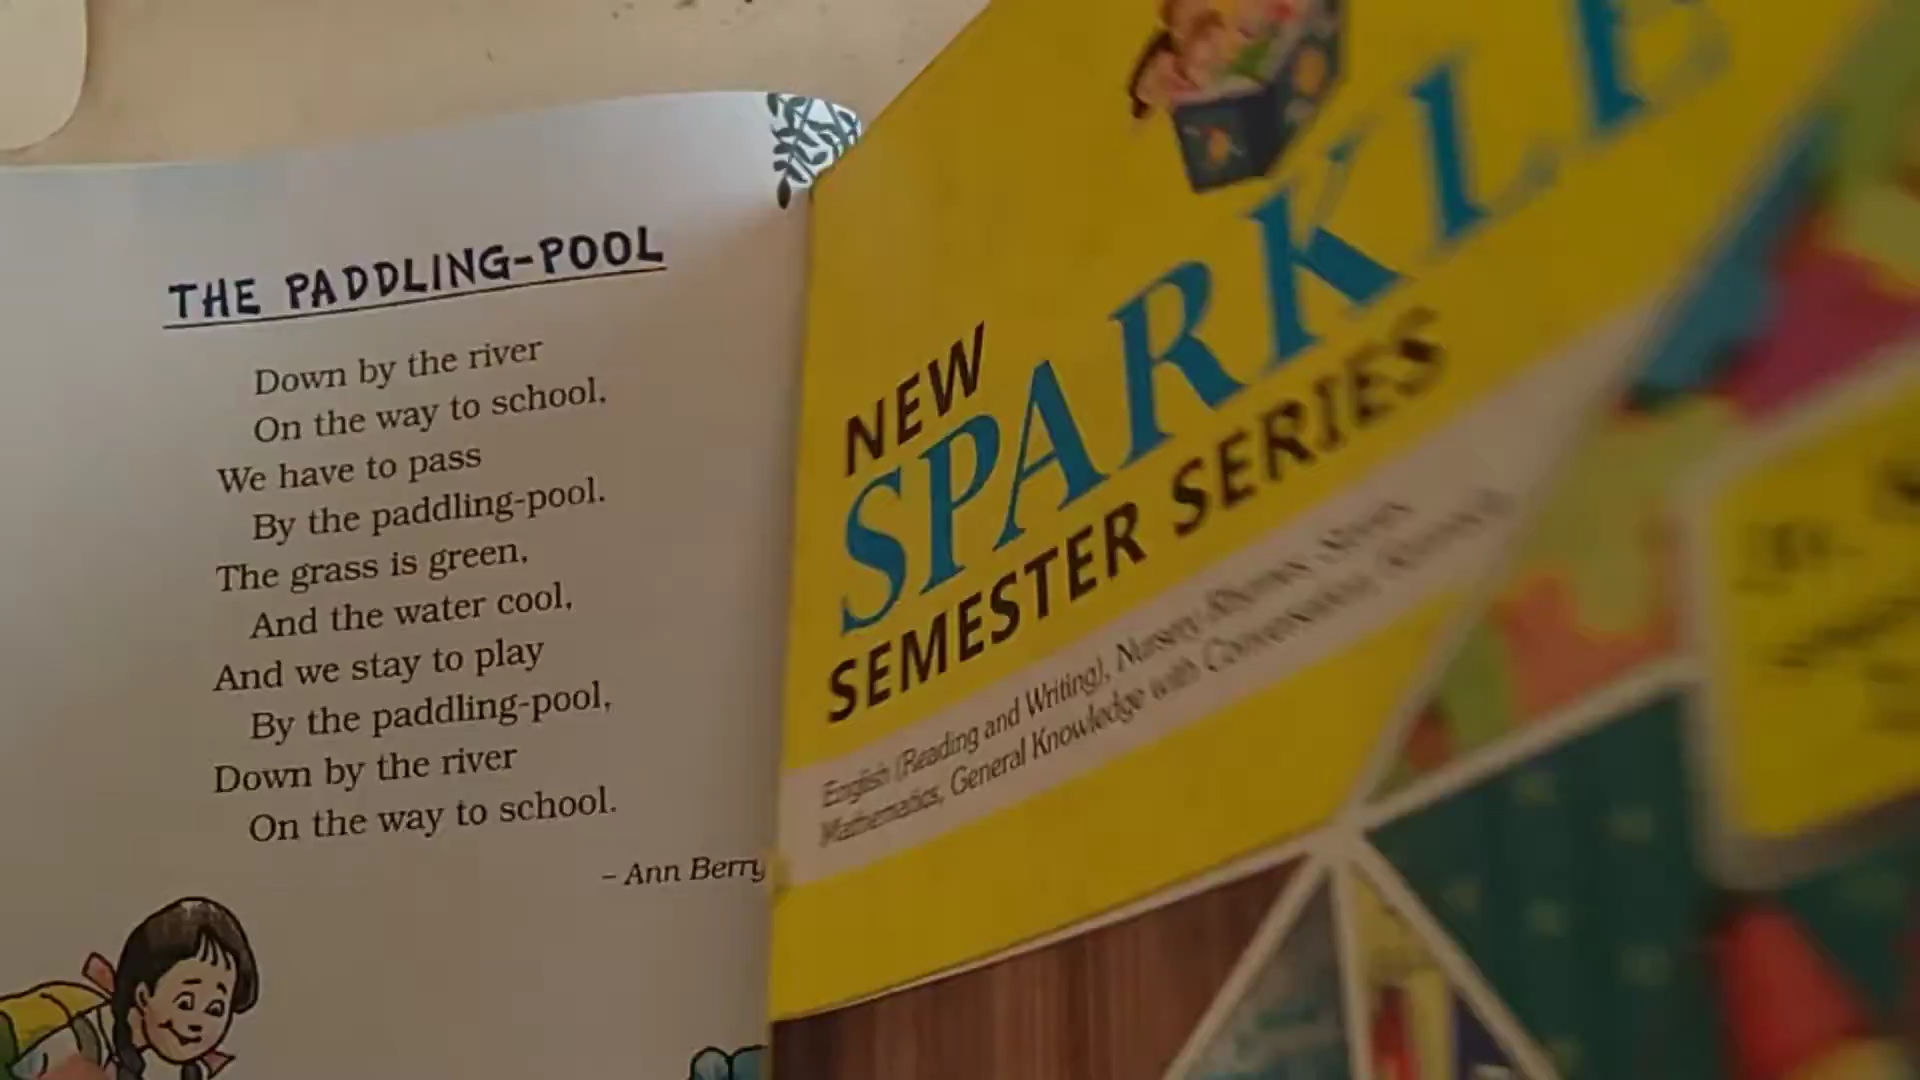 THE PADDLING-POOL
Down by the river
On the way to school,
We have to pass
By the paddling-pool.
The grass is green,
And the water cool,
And we stay to play
By the paddling-pool,
Down by the river
On the way to school.
– Ann Berry
NEW
SPARKLE
SEMESTER SERIES
English (Reading and Writing), Nursery Rhymes,
Mathematics, General Knowledge with Conversation,